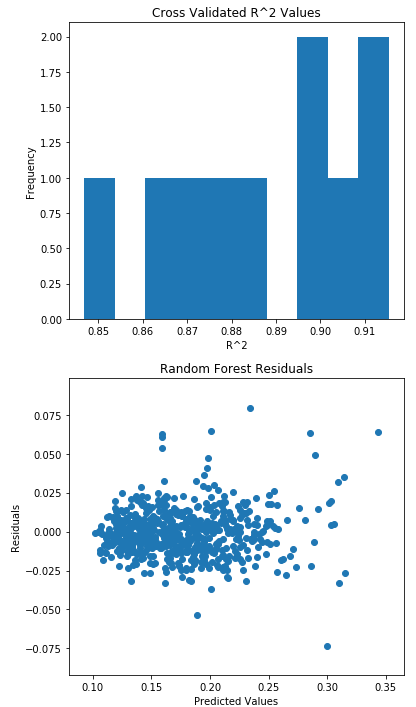 Cross Validated R^2 Values
2.00
1.75
1.50
1.25
1.00
0.75
0.50
0.25
0.00
Frequency
0.85 0.86 0.87 0.88 0.89 0.90 0.91
R^2
Random Forest Residuals
0.075
0.050
0.025
0.000
−0.025
−0.050
−0.075
Residuals
0.10 0.15 0.20 0.25 0.30 0.35
Predicted Values